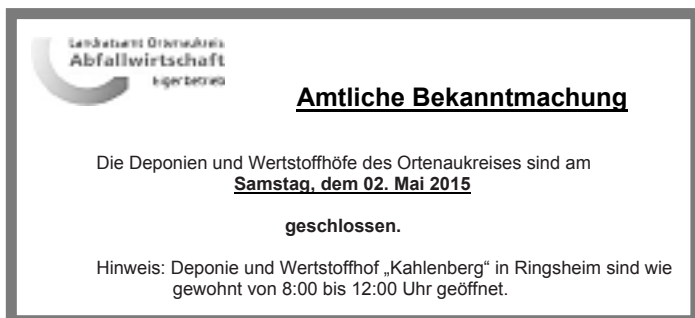 Landratsamt Ortenaukreis
Abfallwirtschaft
Eigenbetrieb
Amtliche Bekanntmachung
Die Deponien und Wertstoffhöfe des Ortenaukreises sind am
Samstag, dem 02. Mai 2015
geschlossen.
Hinweis: Deponie und Wertstoffhof „Kahlenberg“ in Ringsheim sind wie
gewohnt von 8:00 bis 12:00 Uhr geöffnet.